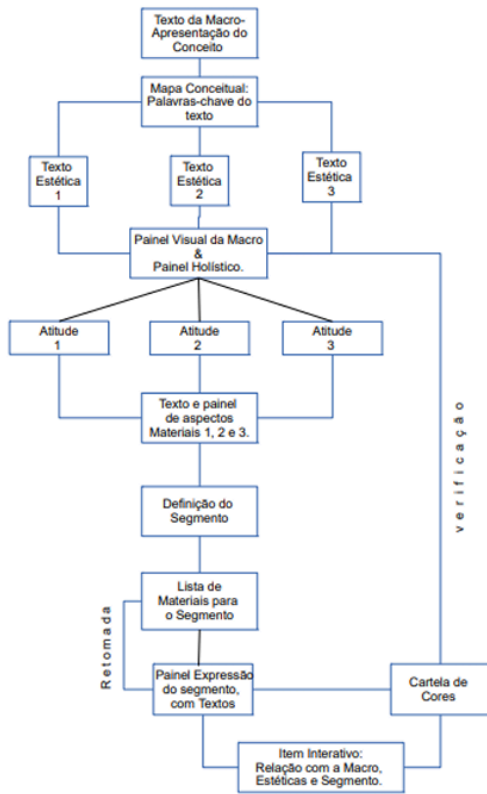 Texto da Macro-
Apresentação do
Conceito
Mapa Conceitual:
Palavras-chave do
texto
Texto
Estética
1
Texto
Estética
2
Texto
Estética
3
Painel Visual da Macro
&
Painel Holístico.
Atitude
1
Atitude
2
Atitude
3
Texto e painel
de aspectos
Materiais 1, 2 e 3.
verificação
Definição do
Segmento
Lista de
Materiais para
o Segmento
Retomada
Painel Expressão
do segmento,
com Textos
Cartela de
Cores
Item Interativo:
Relação com a Macro,
Estéticas e Segmento.